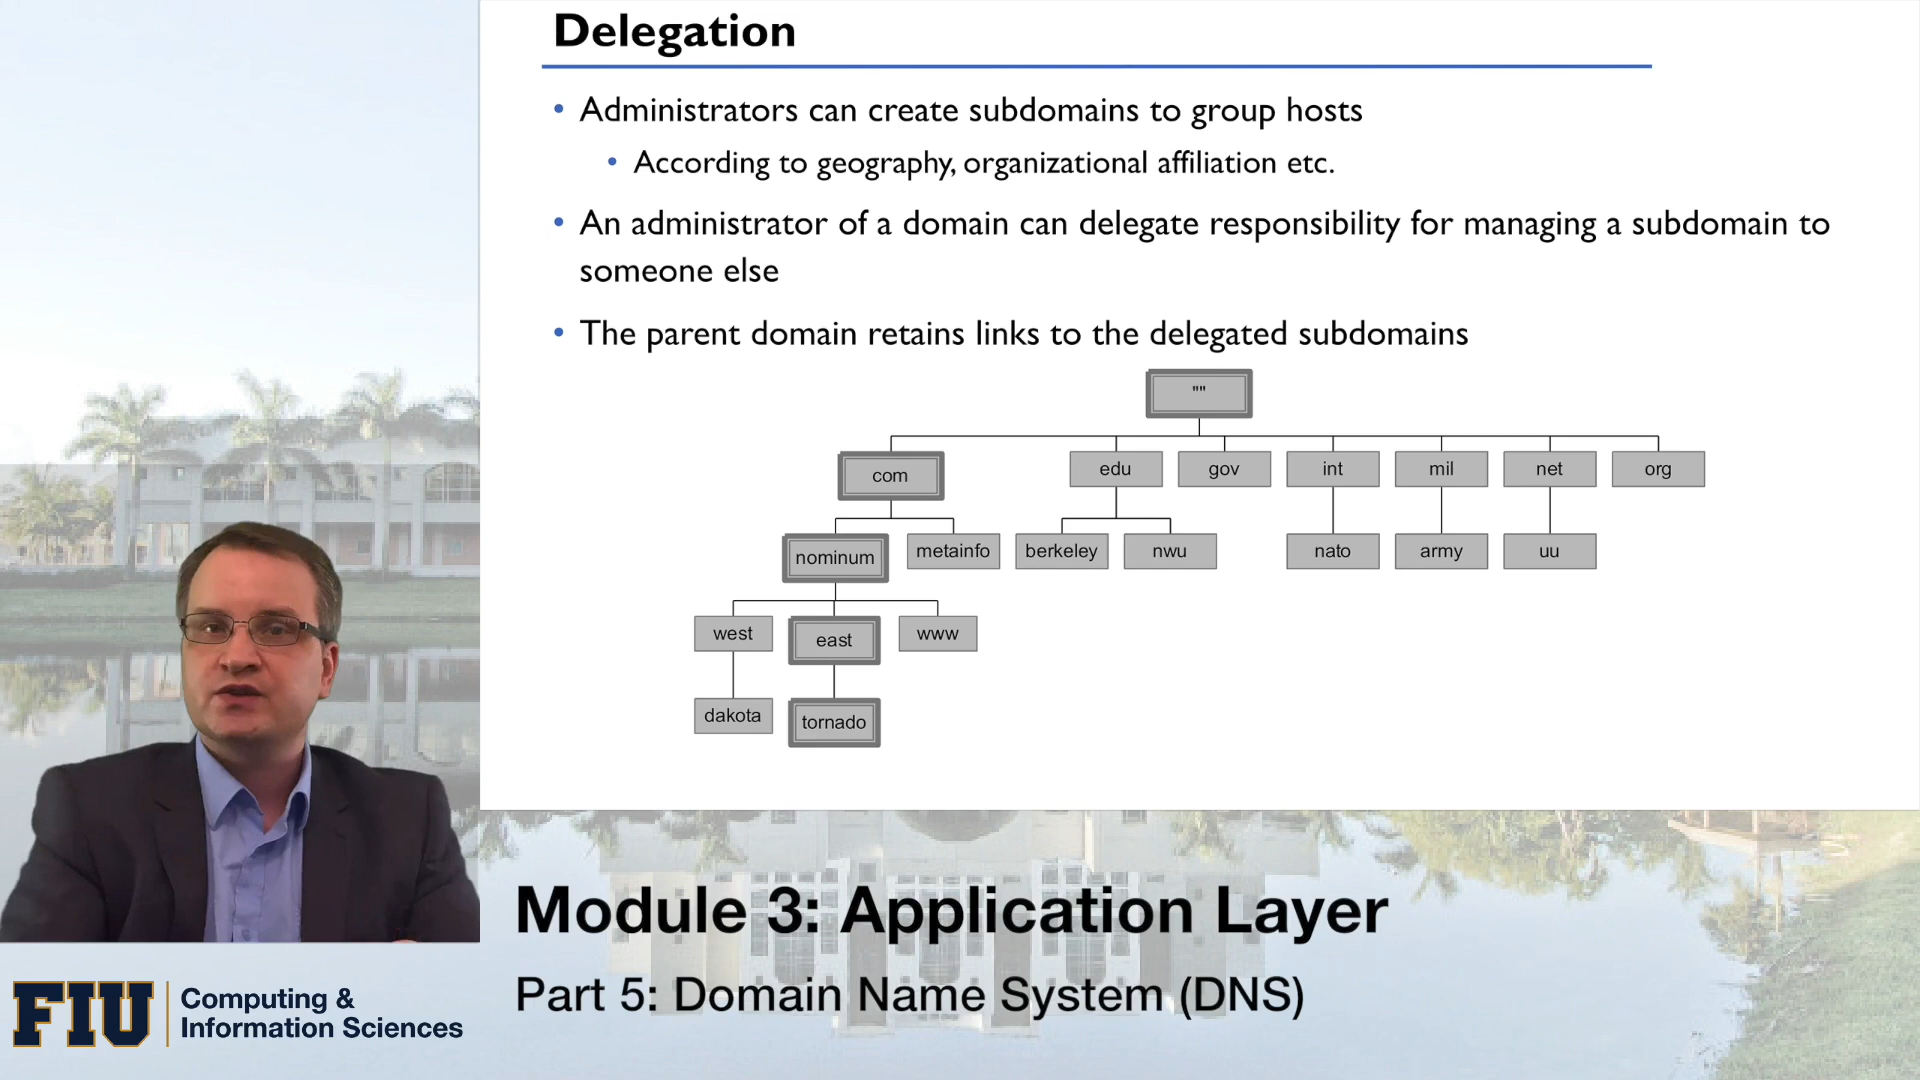 Delegation
• Administrators can create subdomains to group hosts
• According to geography, organizational affiliation etc.
• An administrator of a domain can delegate responsibility for managing a subdomain to
someone else
• The parent domain retains links to the delegated subdomains
""
com edu gov int mil net org
nominum metainfo berkeley nwu nato army uu
west east www
dakota tornado
Module 3: Application Layer
Part 5: Domain Name System (DNS)
FIU Computing &
Information Sciences